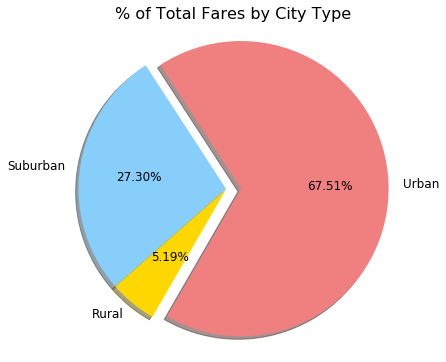 % of Total Fares by City Type
Suburban
27.30%
67.51%
Urban
5.19%
Rural